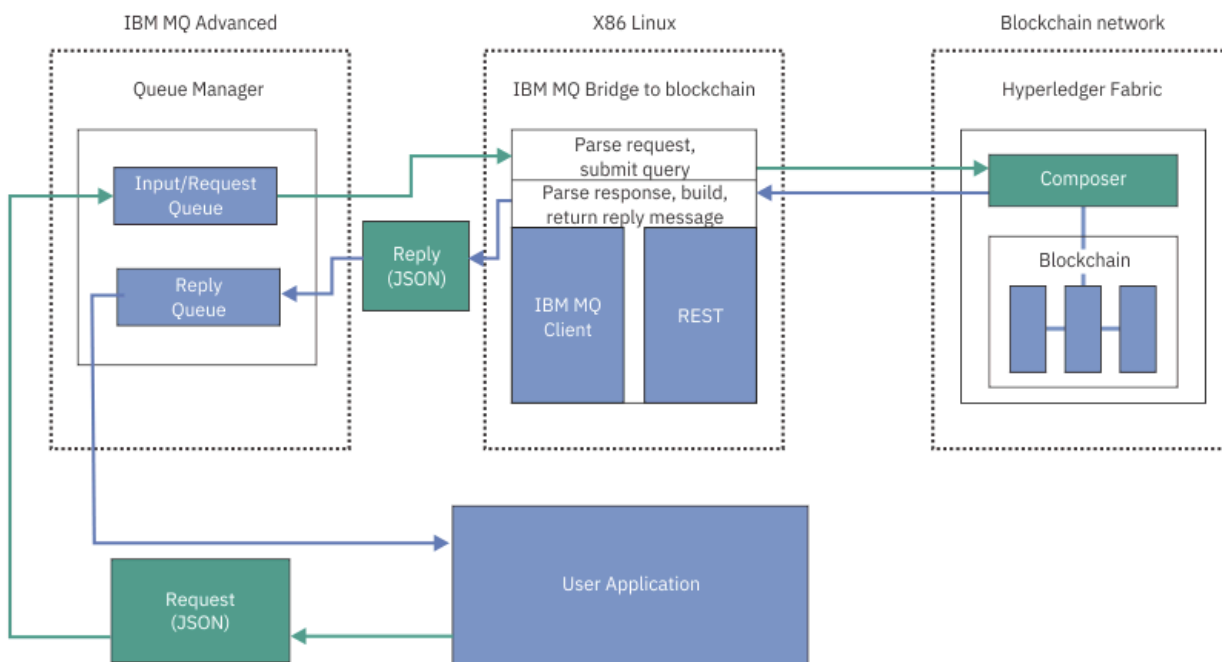 IBM MQ Advanced
X86 Linux
Blockchain network
Queue Manager
IBM MQ Bridge to blockchain
Hyperledger Fabric
Input/Request
Queue
Parse request,
submit query
Parse response, build,
return reply message
Composer
Reply
(JSON)
Reply
Queue
IBM MQ
Client
REST
Blockchain
User Application
Request
(JSON)